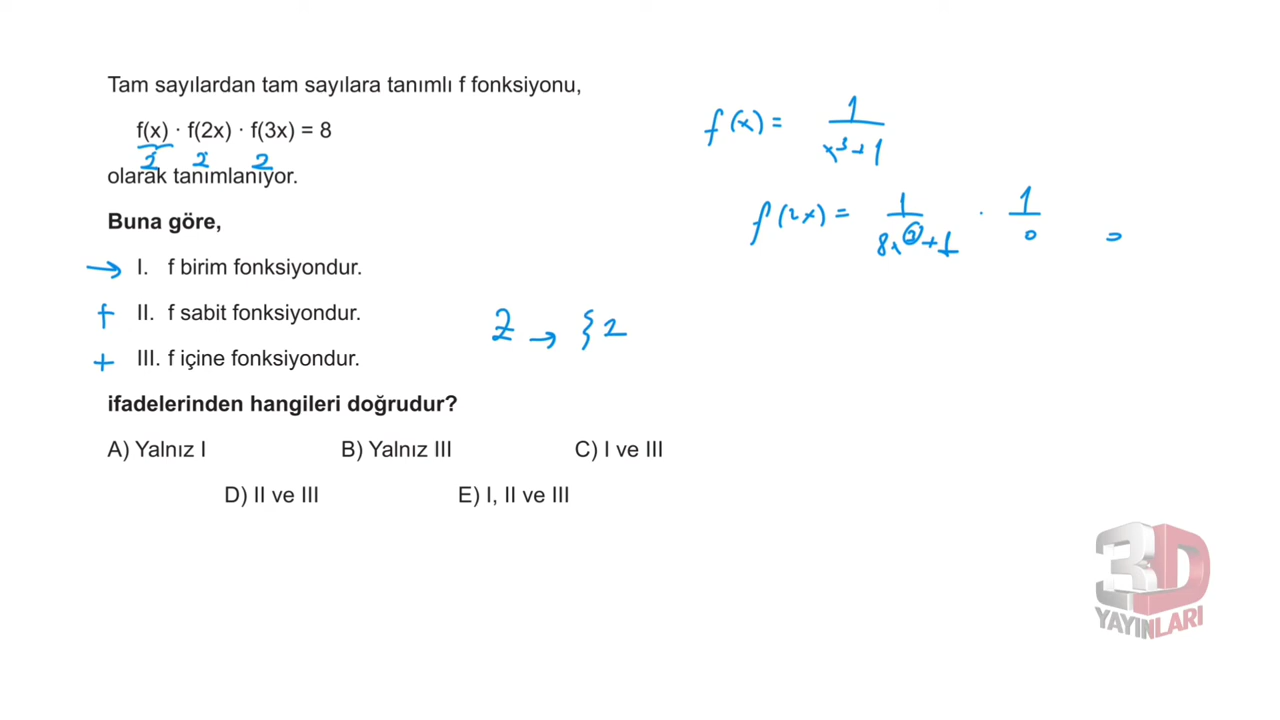 Tam sayılardan tam sayılara tanımlı f fonksiyonu,
f(x) · f(2x) · f(3x) = 8
2 2 2
olarak tanımlanıyor.
Buna göre,
→ I. f birim fonksiyondur.
+ II. f sabit fonksiyondur.
+ III. f içine fonksiyondur.
ifadelerinden hangileri doğrudur?
A) Yalnız I B) Yalnız III C) I ve III
D) II ve III E) I, II ve III
f(x) = 1 / x³+1
f(2x) = 1 / 8x³+1 · 1 / 0
Z → { 2
3D
YAYINLARI